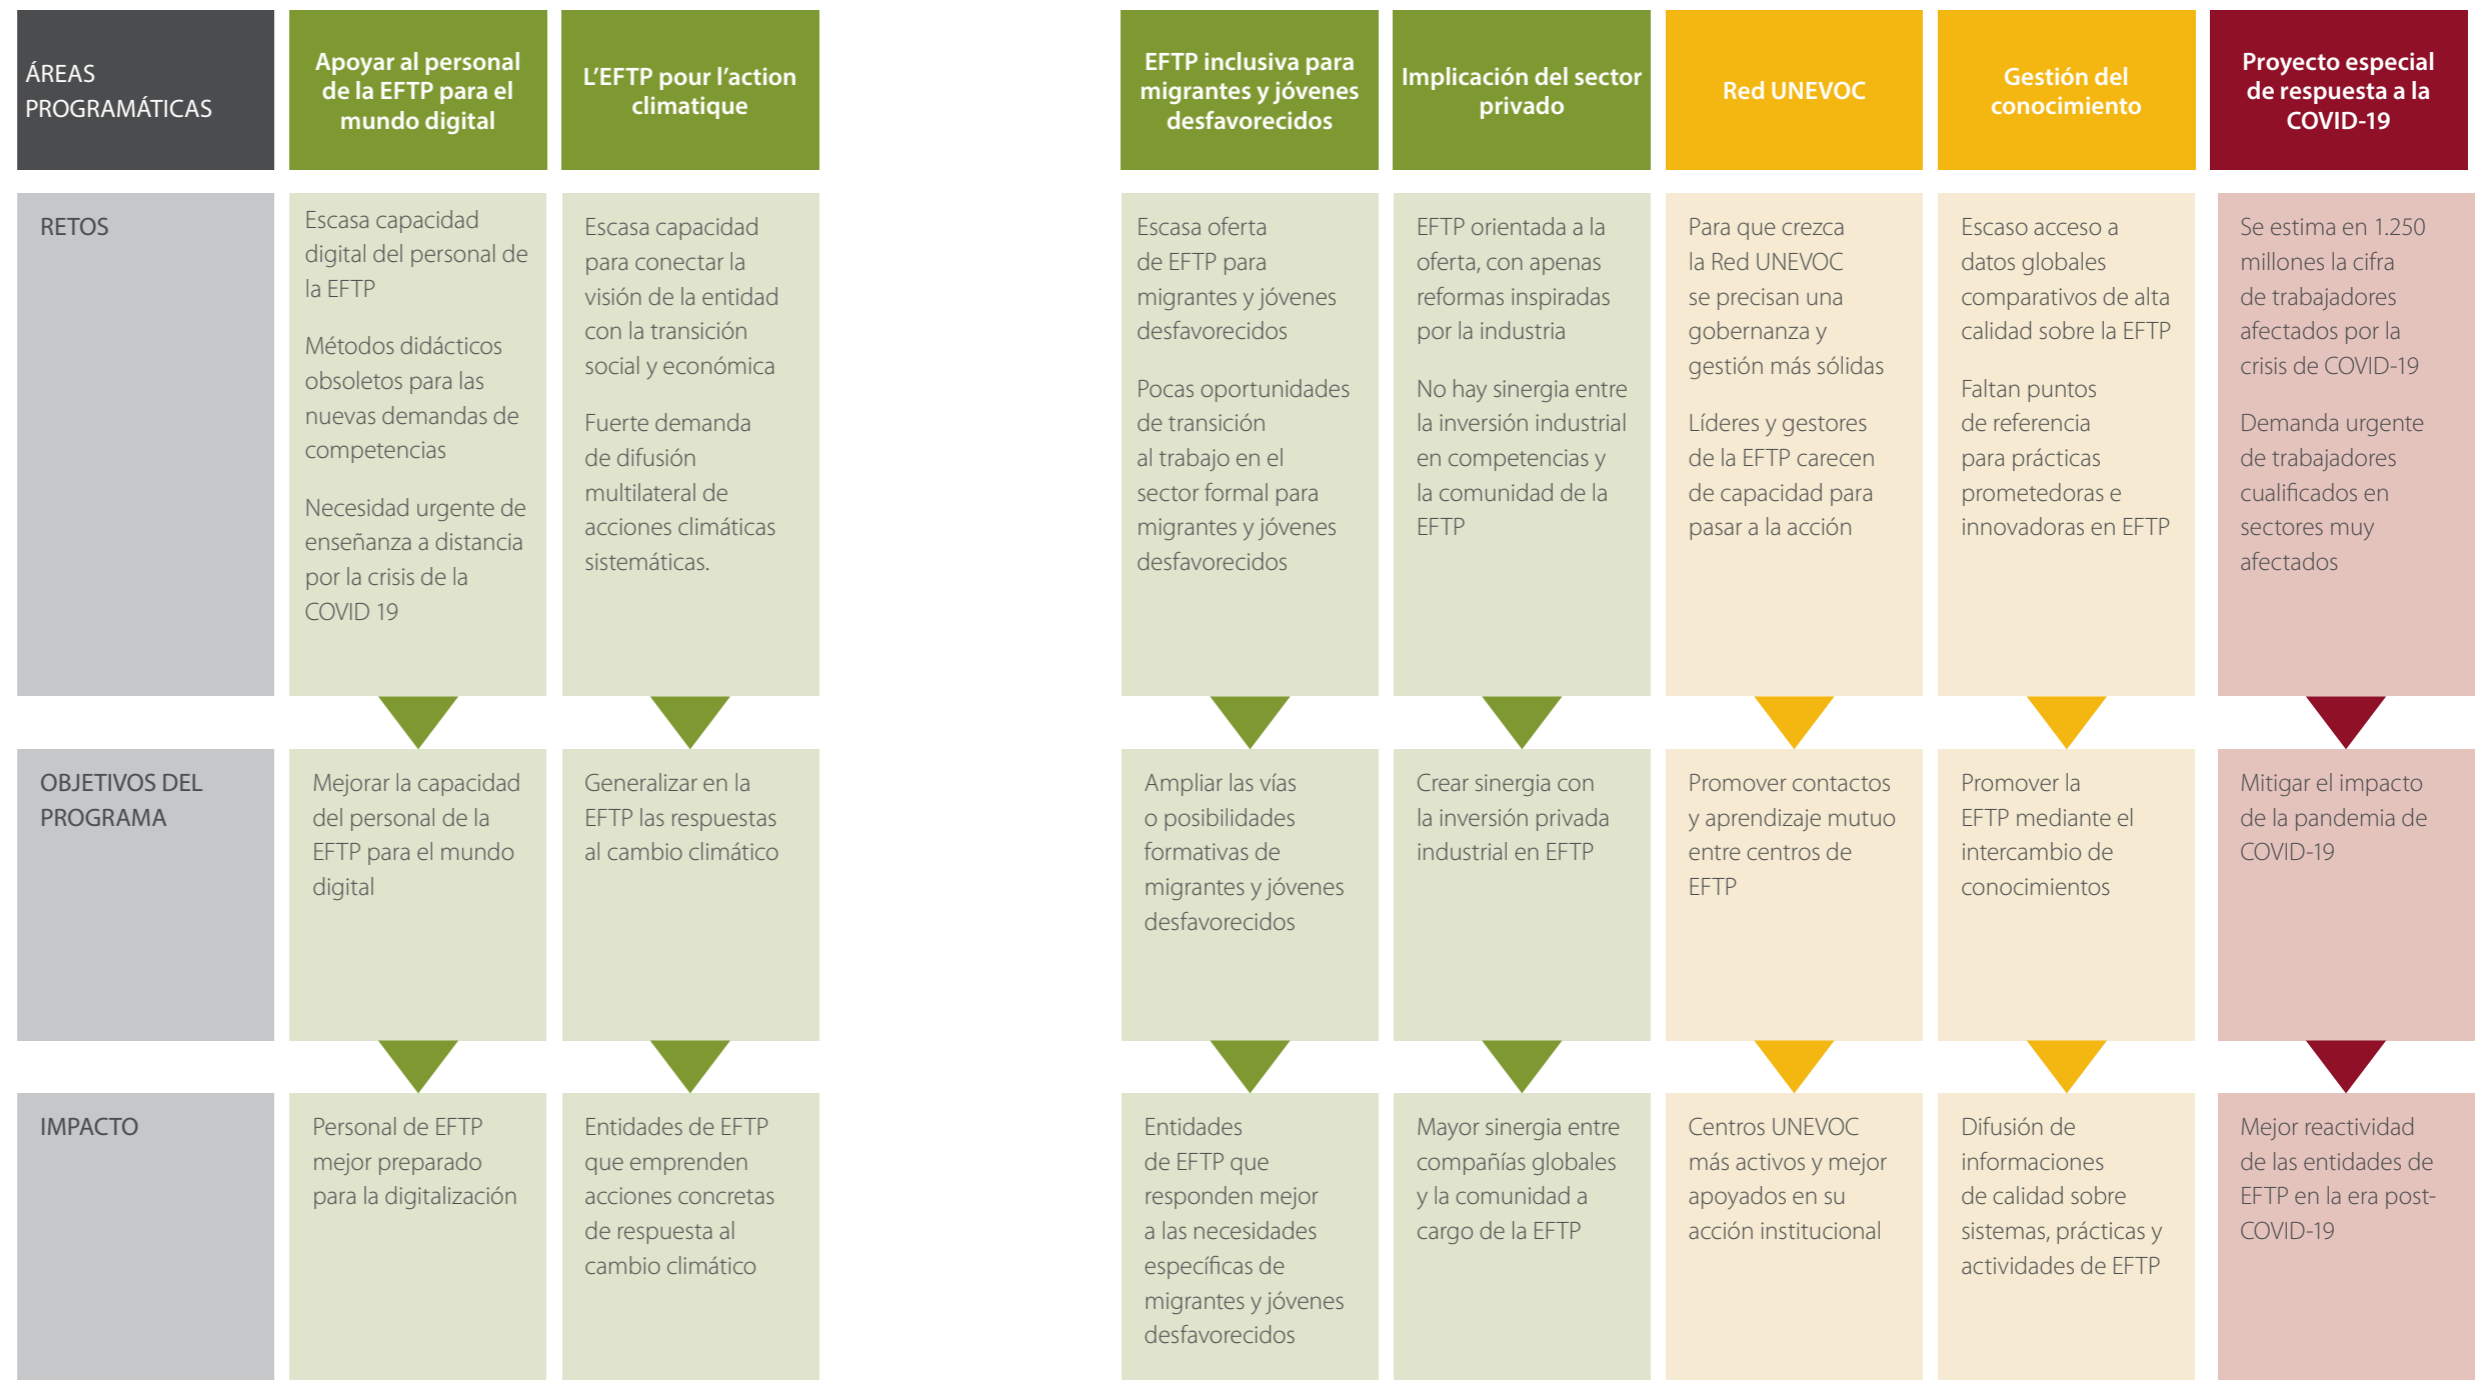 ÁREAS
PROGRAMÁTICAS
Apoyar al personal
de la EFTP para el
mundo digital
L’EFTP pour l’action
climatique
EFTP inclusiva para
migrantes y jóvenes
desfavorecidos
Implicación del sector
privado
Red UNEVOC
Gestión del
conocimiento
Proyecto especial
de respuesta a la
COVID-19
RETOS
Escasa capacidad
digital del personal de
la EFTP
Métodos didácticos
obsoletos para las
nuevas demandas de
competencias
Necesidad urgente de
enseñanza a distancia
por la crisis de la
COVID 19
Escasa capacidad
para conectar la
visión de la entidad
con la transición
social y económica
Fuerte demanda
de difusión
multilateral de
acciones climáticas
sistemáticas.
Escasa oferta
de EFTP para
migrantes y jóvenes
desfavorecidos
Pocas oportunidades
de transición
al trabajo en el
sector formal para
migrantes y jóvenes
desfavorecidos
EFTP orientada a la
oferta, con apenas
reformas inspiradas
por la industria
No hay sinergia entre
la inversión industrial
en competencias y
la comunidad de la
EFTP
Para que crezca
la Red UNEVOC
se precisan una
gobernanza y
gestión más sólidas
Líderes y gestores
de la EFTP carecen
de capacidad para
pasar a la acción
Escaso acceso a
datos globales
comparativos de alta
calidad sobre la EFTP
Faltan puntos
de referencia
para prácticas
prometedoras e
innovadoras en EFTP
Se estima en 1.250
millones la cifra
de trabajadores
afectados por la
crisis de COVID-19
Demanda urgente
de trabajadores
cualificados en
sectores muy
afectados
OBJETIVOS DEL
PROGRAMA
Mejorar la capacidad
del personal de la
EFTP para el mundo
digital
Generalizar en la
EFTP las respuestas
al cambio climático
Ampliar las vías
o posibilidades
formativas de
migrantes y jóvenes
desfavorecidos
Crear sinergia con
la inversión privada
industrial en EFTP
Promover contactos
y aprendizaje mutuo
entre centros de
EFTP
Promover la
EFTP mediante el
intercambio de
conocimientos
Mitigar el impacto
de la pandemia de
COVID-19
IMPACTO
Personal de EFTP
mejor preparado
para la digitalización
Entidades de EFTP
que emprenden
acciones concretas
de respuesta al
cambio climático
Entidades
de EFTP que
responden mejor
a las necesidades
específicas de
migrantes y jóvenes
desfavorecidos
Mayor sinergia entre
compañías globales
y la comunidad a
cargo de la EFTP
Centros UNEVOC
más activos y mejor
apoyados en su
acción institucional
Difusión de
informaciones
de calidad sobre
sistemas, prácticas y
actividades de EFTP
Mejor reactividad
de las entidades de
EFTP en la era post-
COVID-19